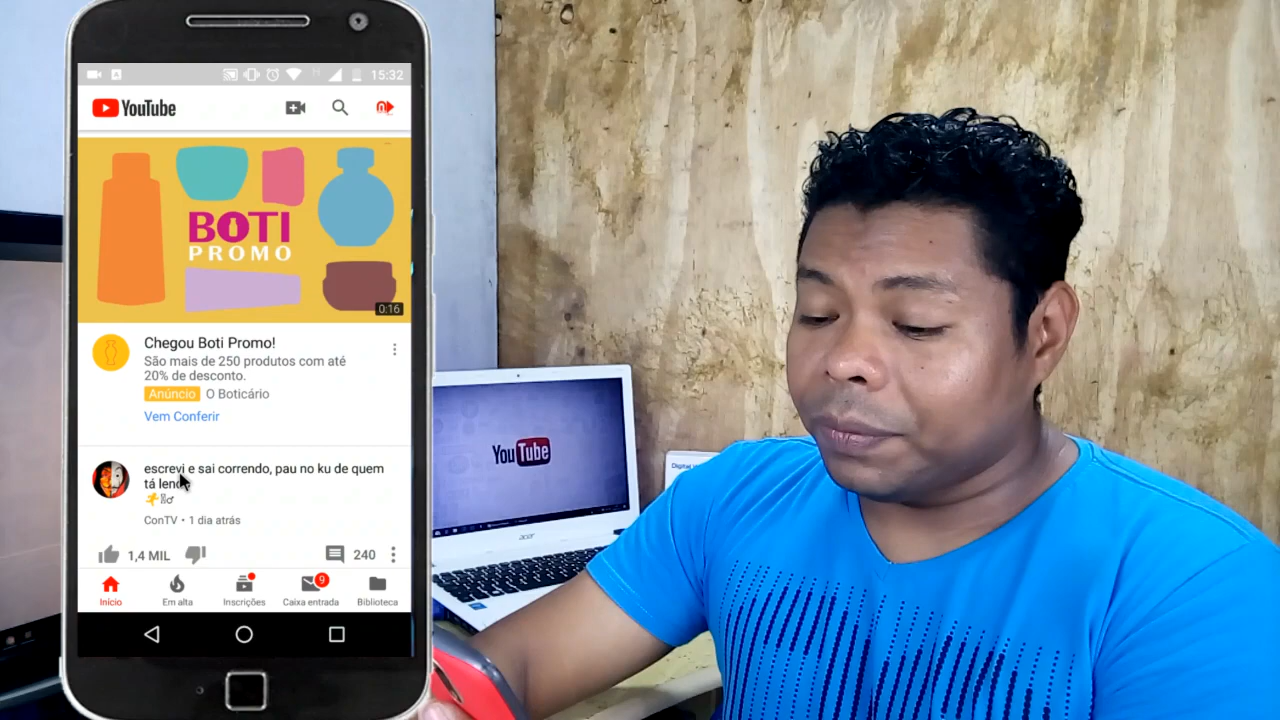 15:32
YouTube
BOTI
PROMO
0:16
Chegou Boti Promo!
São mais de 250 produtos com até
20% de desconto.
Anúncio O Boticário
Vem Conferir
escrevi e sai correndo, pau no ku de quem
tá lendo
ConTV • 1 dia atrás
1,4 MIL
240
9
Início
Em alta
Inscrições
Caixa entrada
Biblioteca
YouTube
acer
Digital